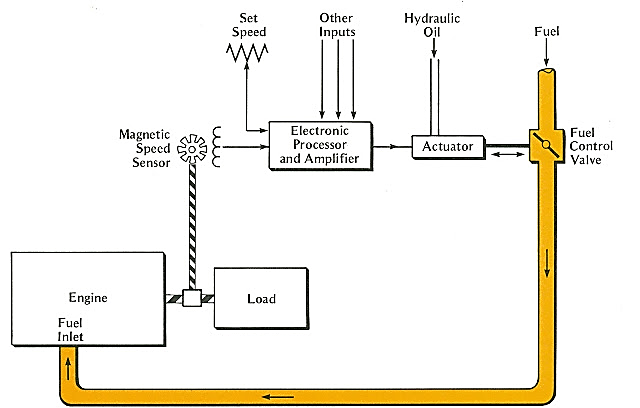 Set
Speed
Other
Inputs
Hydraulic
Oil
Fuel
Magnetic
Speed
Sensor
Electronic
Processor
and Amplifier
Actuator
Fuel
Control
Valve
Engine
Fuel
Inlet
Load